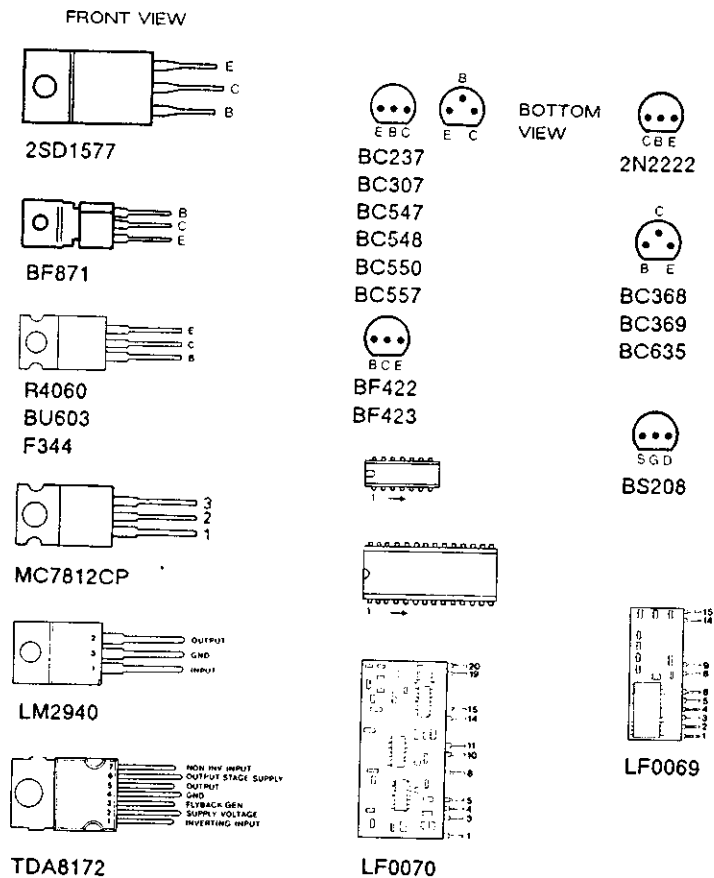 FRONT VIEW
E
C
B
2SD1577
B
C
E
BF871
E
C
B
R4060
BU603
F344
3
2
1
MC7812CP
2 OUTPUT
3 GND
1 INPUT
LM2940
7 NON INV INPUT
6 OUTPUT STAGE SUPPLY
5 OUTPUT
4 GND
3 FLYBACK GEN
2 SUPPLY VOLTAGE
1 INVERTING INPUT
TDA8172
B
E B C
E C
BOTTOM
VIEW
BC237
BC307
BC547
BC548
BC550
BC557
B C E
BF422
BF423
1 →
1 →
20
19
15
14
11
10
8
5
4
3
1
LF0070
C B E
2N2222
C
B E
BC368
BC369
BC635
S G D
BS208
15
14
9
8
6
5
4
3
2
1
LF0069